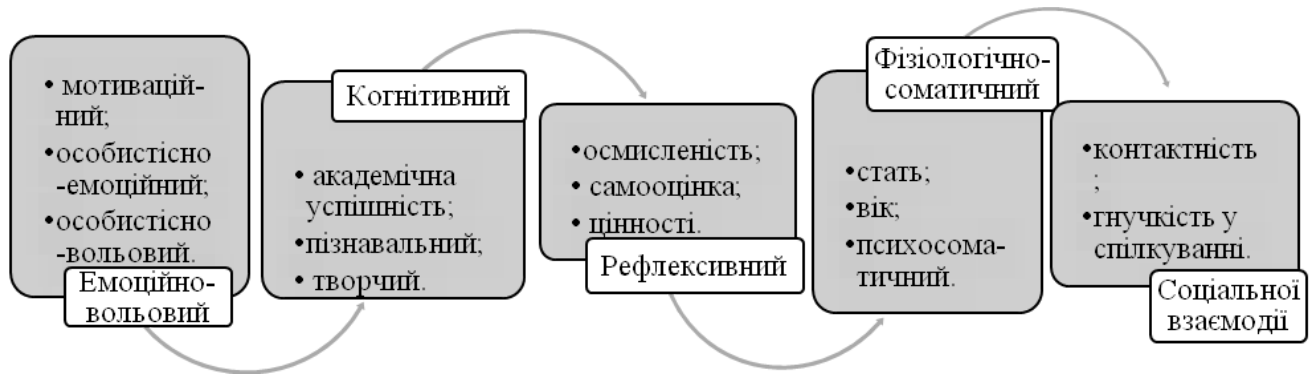 • мотивацій-
ний;
•особистісно
-емоційний;
•особистісно
-вольовий.
Емоційно-
вольовий
Когнітивний
• академічна
успішність;
•пізнавальний;
• творчий.
•осмисленість;
• самооцінка;
• цінності.
Рефлексивний
Фізіологічно-
соматичний
•стать;
•вік;
•психосома-
тичний.
•контактність
;
•гнучкість у
спілкуванні.
Соціальної
взаємодії